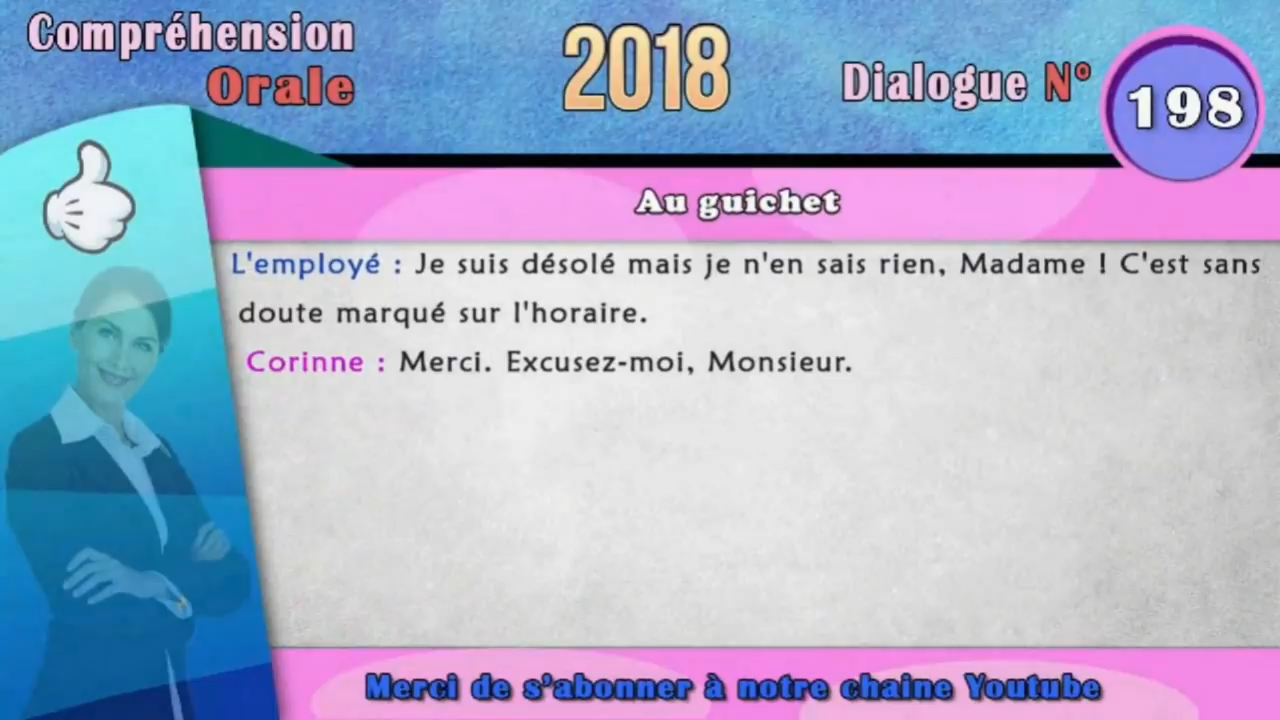 Compréhension
Orale
2018
Dialogue N°
198
Au guichet
L'employé : Je suis désolé mais je n'en sais rien, Madame ! C'est sans
doute marqué sur l'horaire.
Corinne : Merci. Excusez-moi, Monsieur.
Merci de s'abonner à notre chaine Youtube